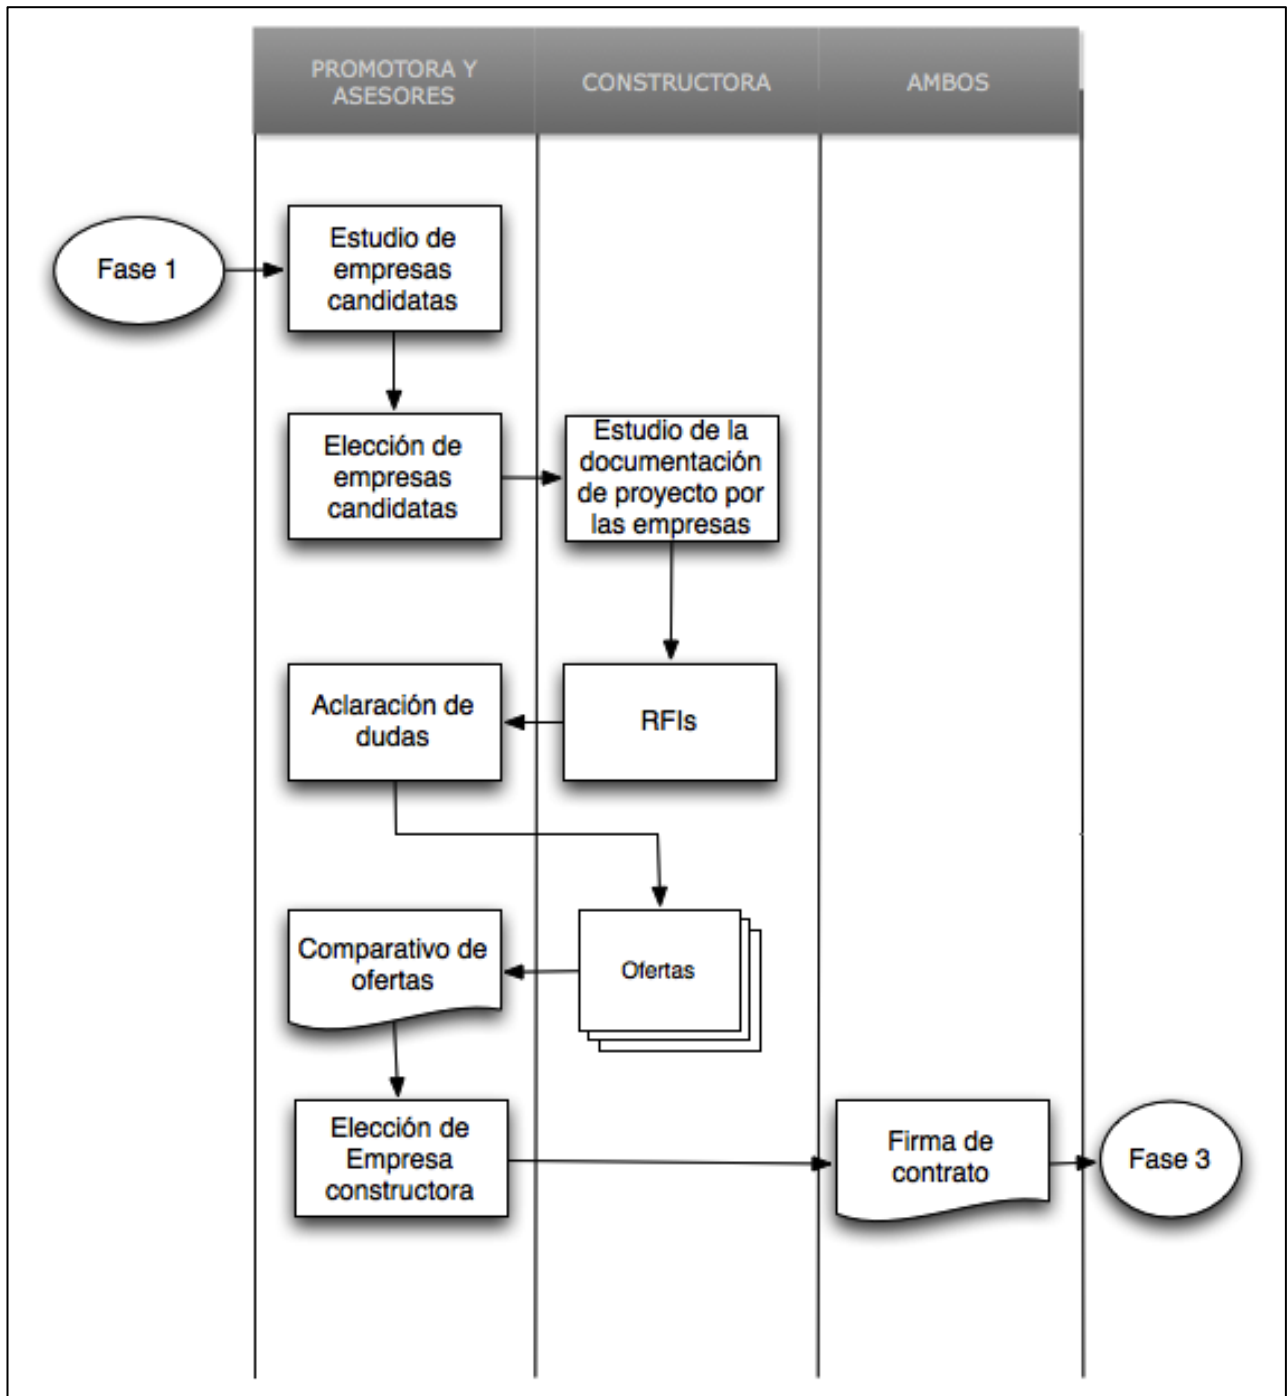 PROMOTORA Y
ASESORES
CONSTRUCTORA
AMBOS
Fase 1
Estudio de
empresas
candidatas
Elección de
empresas
candidatas
Estudio de la
documentación
de proyecto por
las empresas
Aclaración de
dudas
RFIs
Comparativo de
ofertas
Ofertas
Elección de
Empresa
constructora
Firma de
contrato
Fase 3